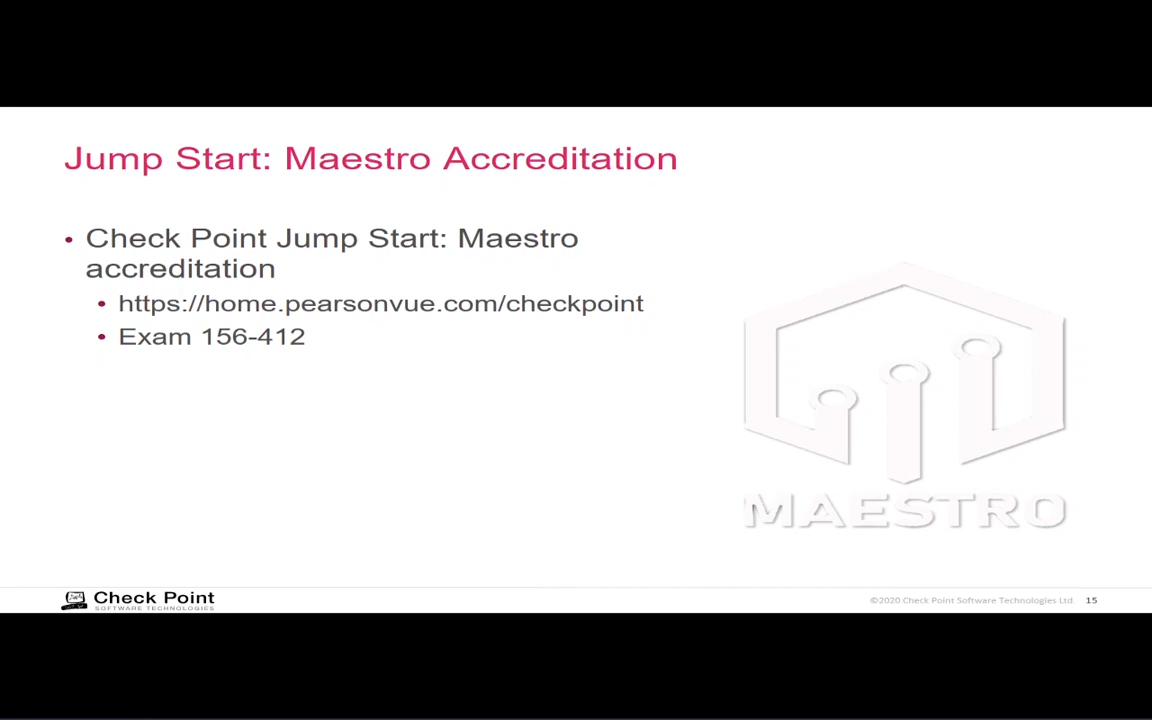 Jump Start: Maestro Accreditation
• Check Point Jump Start: Maestro
accreditation
• https://home.pearsonvue.com/checkpoint
• Exam 156-412
MAESTRO
Check Point
SOFTWARE TECHNOLOGIES
©2020 Check Point Software Technologies Ltd. 15